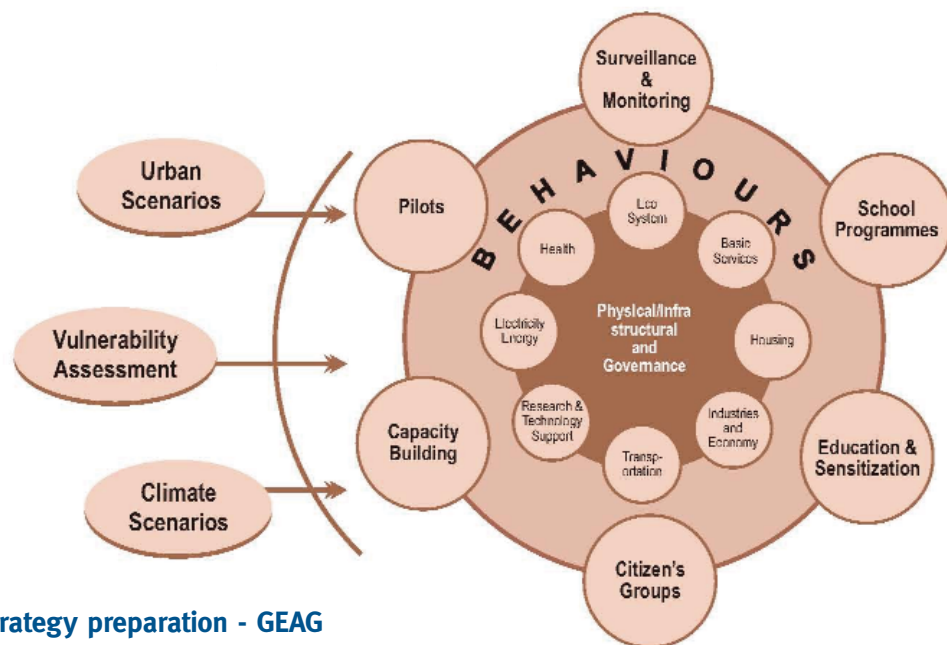 Surveillance
&
Monitoring
Urban
Scenarios
Pilots
School
Programmes
BEHAVIOURS
Eco
System
Health
Basic
Services
Physical/Infra
structural
and
Governance
Electricity
Energy
Housing
Vulnerability
Assessment
Research &
Technology
Support
Industries
and
Economy
Transp-
ortation
Capacity
Building
Education &
Sensitization
Climate
Scenarios
Citizen's
Groups
rategy preparation - GEAG